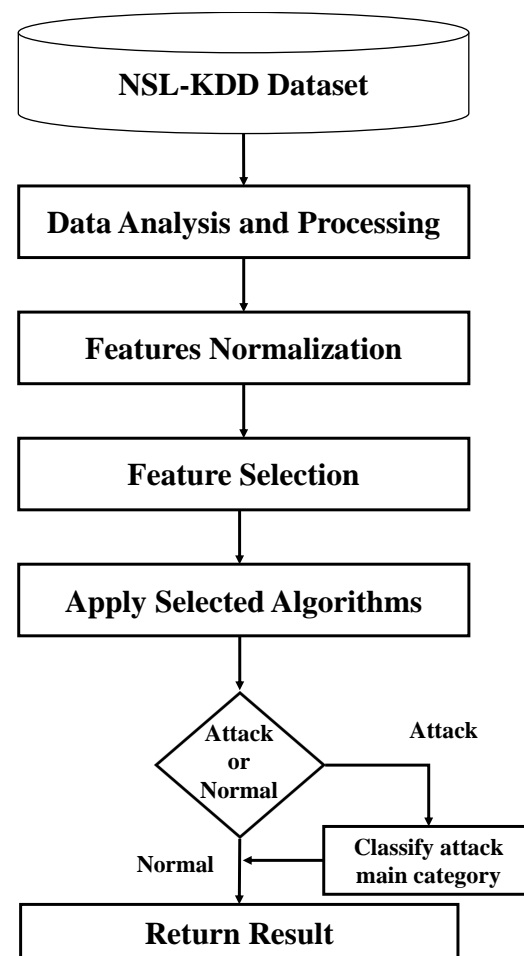 NSL-KDD Dataset
Data Analysis and Processing
Features Normalization
Feature Selection
Apply Selected Algorithms
Attack
or
Normal
Attack
Classify attack
main category
Normal
Return Result